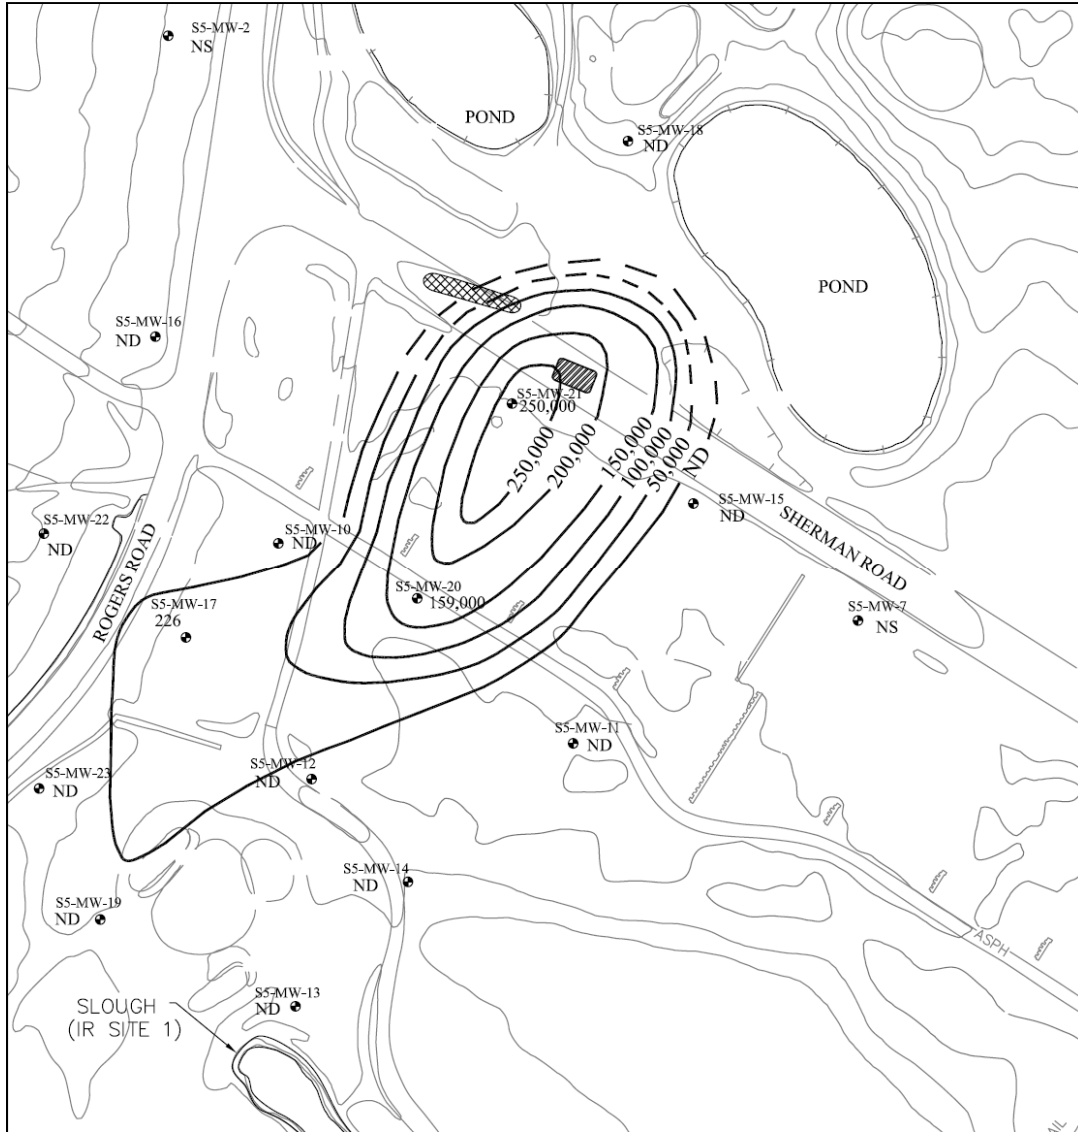 S5-MW-2
NS
POND
S5-MW-18
ND
POND
S5-MW-16
ND
S5-MW-21
250,000
250,000
200,000
150,000
100,000
50,000
ND
S5-MW-15
ND
SHERMAN ROAD
S5-MW-22
ND
ROGERS ROAD
S5-MW-10
ND
S5-MW-20
159,000
S5-MW-17
226
S5-MW-7
NS
S5-MW-11
ND
S5-MW-12
ND
S5-MW-23
ND
S5-MW-14
ND
S5-MW-19
ND
ASPH
S5-MW-13
ND
SLOUGH
(IR SITE 1)